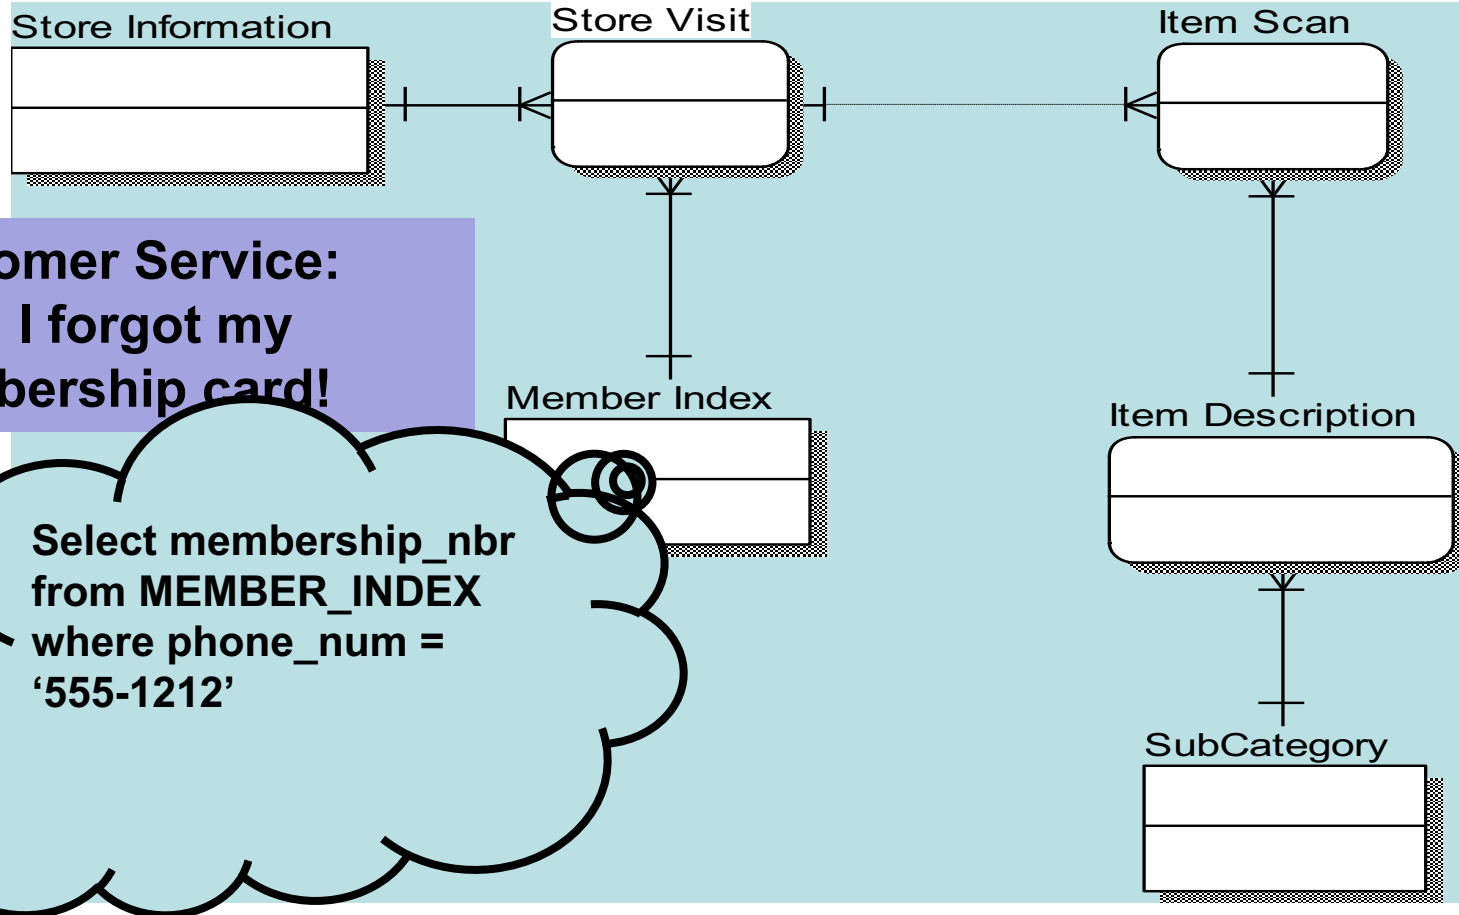 Store Information
Store Visit
Item Scan
omer Service:
I forgot my
bership card!
Member Index
Item Description
Select membership_nbr
from MEMBER_INDEX
where phone_num =
‘555-1212’
SubCategory